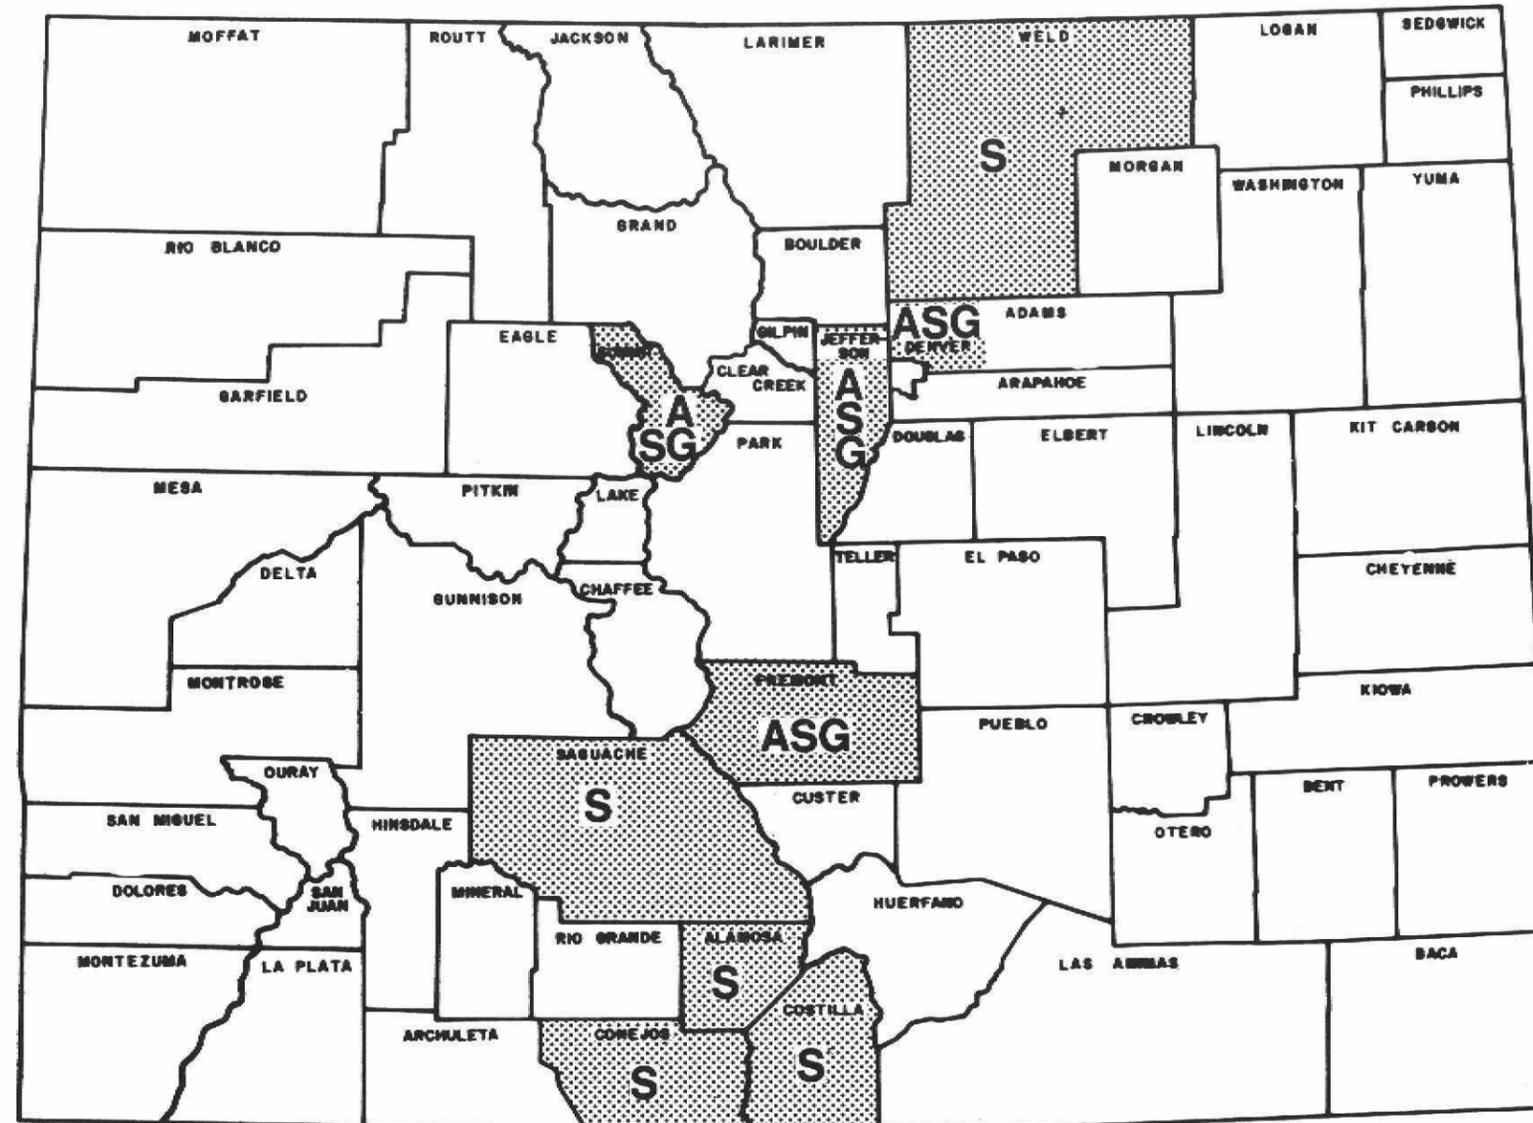 MOFFAT
ROUTT
JACKSON
LARIMER
WELD
LOGAN
SEDGWICK
PHILLIPS
S
MORGAN
WASHINGTON
YUMA
RIO BLANCO
GRAND
BOULDER
EAGLE
SUMMIT
GILPIN
JEFFER
SON
ASG
DENVER
ADAMS
CLEAR
CREEK
ARAPAHOE
GARFIELD
A
SG
A
S
G
PARK
DOUGLAS
ELBERT
LINCOLN
KIT CARSON
MESA
PITKIN
LAKE
TELLER
EL PASO
CHEYENNE
DELTA
GUNNISON
CHAFFEE
MONTROSE
FREMONT
ASG
KIOWA
PUEBLO
CROWLEY
SAGUACHE
S
OURAY
CUSTER
BENT
PROWERS
SAN MIGUEL
HINSDALE
OTERO
DOLORES
SAN
JUAN
MINERAL
HUERFANO
RIO GRANDE
ALAMOSA
S
MONTEZUMA
LA PLATA
LAS ANIMAS
BACA
ARCHULETA
CONEJOS
S
COSTILLA
S